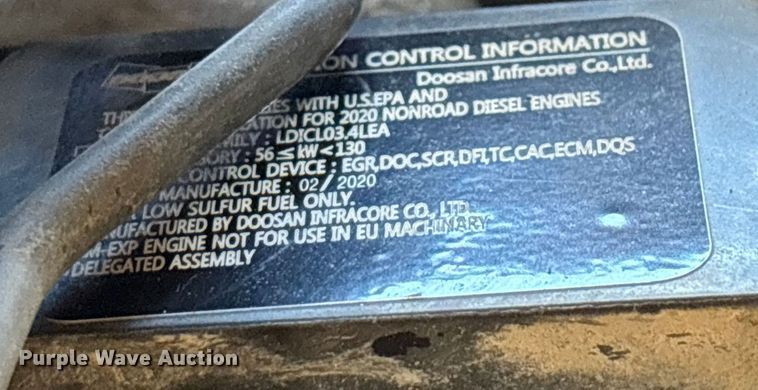 ON CONTROL INFORMATION
Doosan Infracore Co.,Ltd.
ES WITH U.S.EPA AND
ATION FOR 2020 NONROAD DIESEL ENGINES
ILY : LDICL03.4LEA
GORY : 56 ≤ kW < 130
CONTROL DEVICE : EGR,DOC,SCR,DFI,TC,CAC,ECM,DQS
MANUFACTURE : 02/2020
LOW SULFUR FUEL ONLY.
NUFACTURED BY DOOSAN INFRACORE CO., LTD.
M-EXP ENGINE NOT FOR USE IN EU MACHINARY
DELEGATED ASSEMBLY
Purple Wave Auction